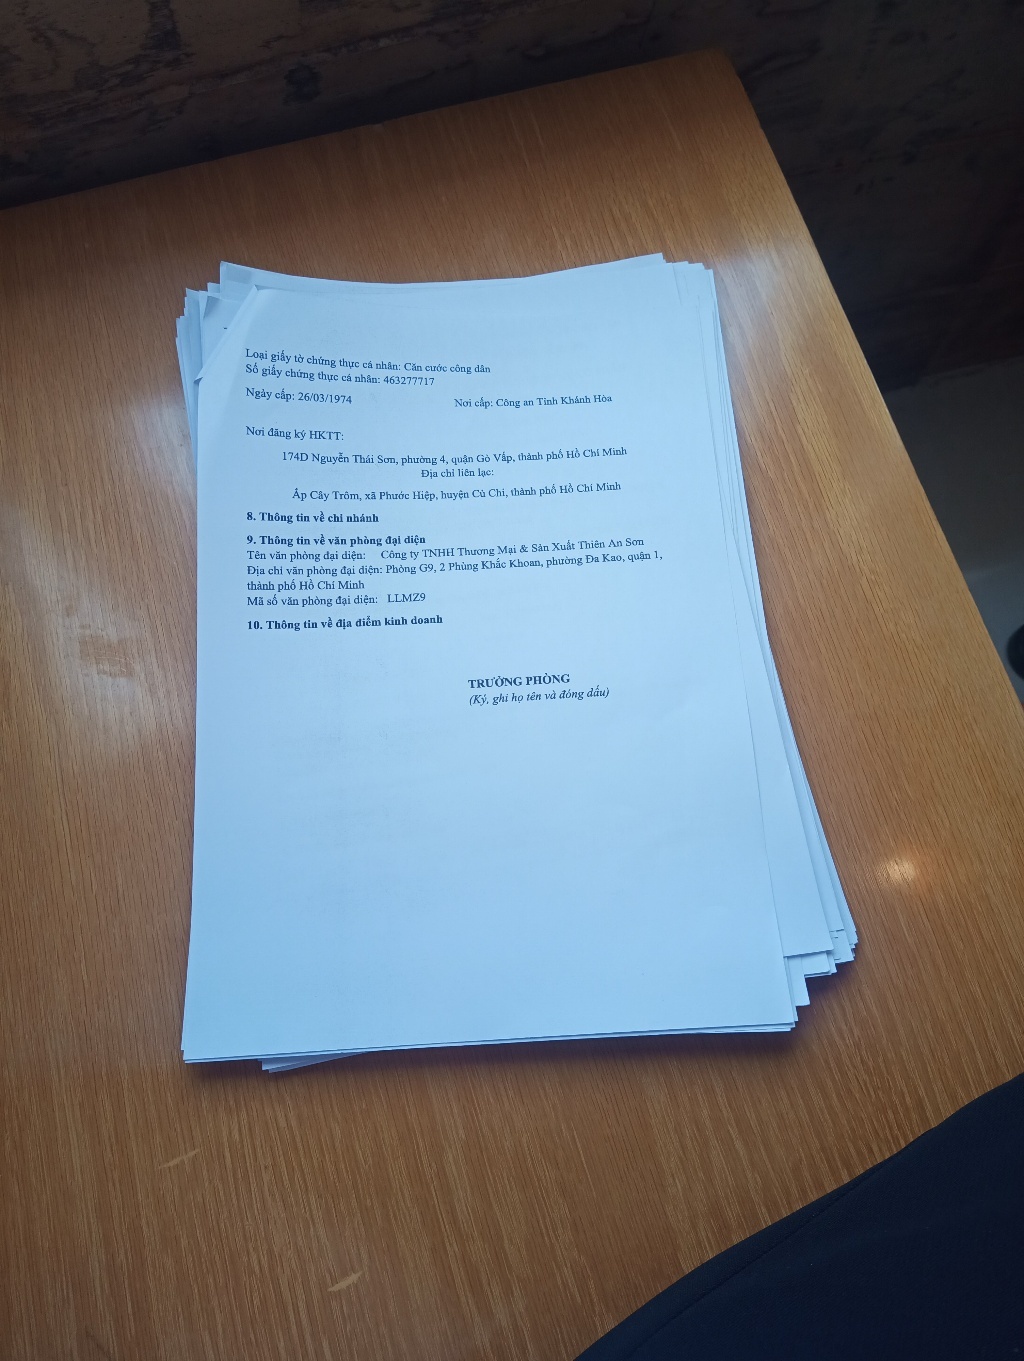 Loại giấy tờ chứng thực cá nhân: Căn cước công dân
Số giấy chứng thực cá nhân: 463277717
Ngày cấp: 26/03/1974 Nơi cấp: Công an Tỉnh Khánh Hòa
Nơi đăng ký HKTT:
174D Nguyễn Thái Sơn, phường 4, quận Gò Vấp, thành phố Hồ Chí Minh
Địa chỉ liên lạc:
Ấp Cây Trôm, xã Phước Hiệp, huyện Củ Chi, thành phố Hồ Chí Minh
8. Thông tin về chi nhánh
9. Thông tin về văn phòng đại diện
Tên văn phòng đại diện: Công ty TNHH Thương Mại & Sản Xuất Thiên An Sơn
Địa chỉ văn phòng đại diện: Phòng G9, 2 Phùng Khắc Khoan, phường Đa Kao, quận 1,
thành phố Hồ Chí Minh
Mã số văn phòng đại diện: LLMZ9
10. Thông tin về địa điểm kinh doanh
TRƯỞNG PHÒNG
(Ký, ghi họ tên và đóng dấu)